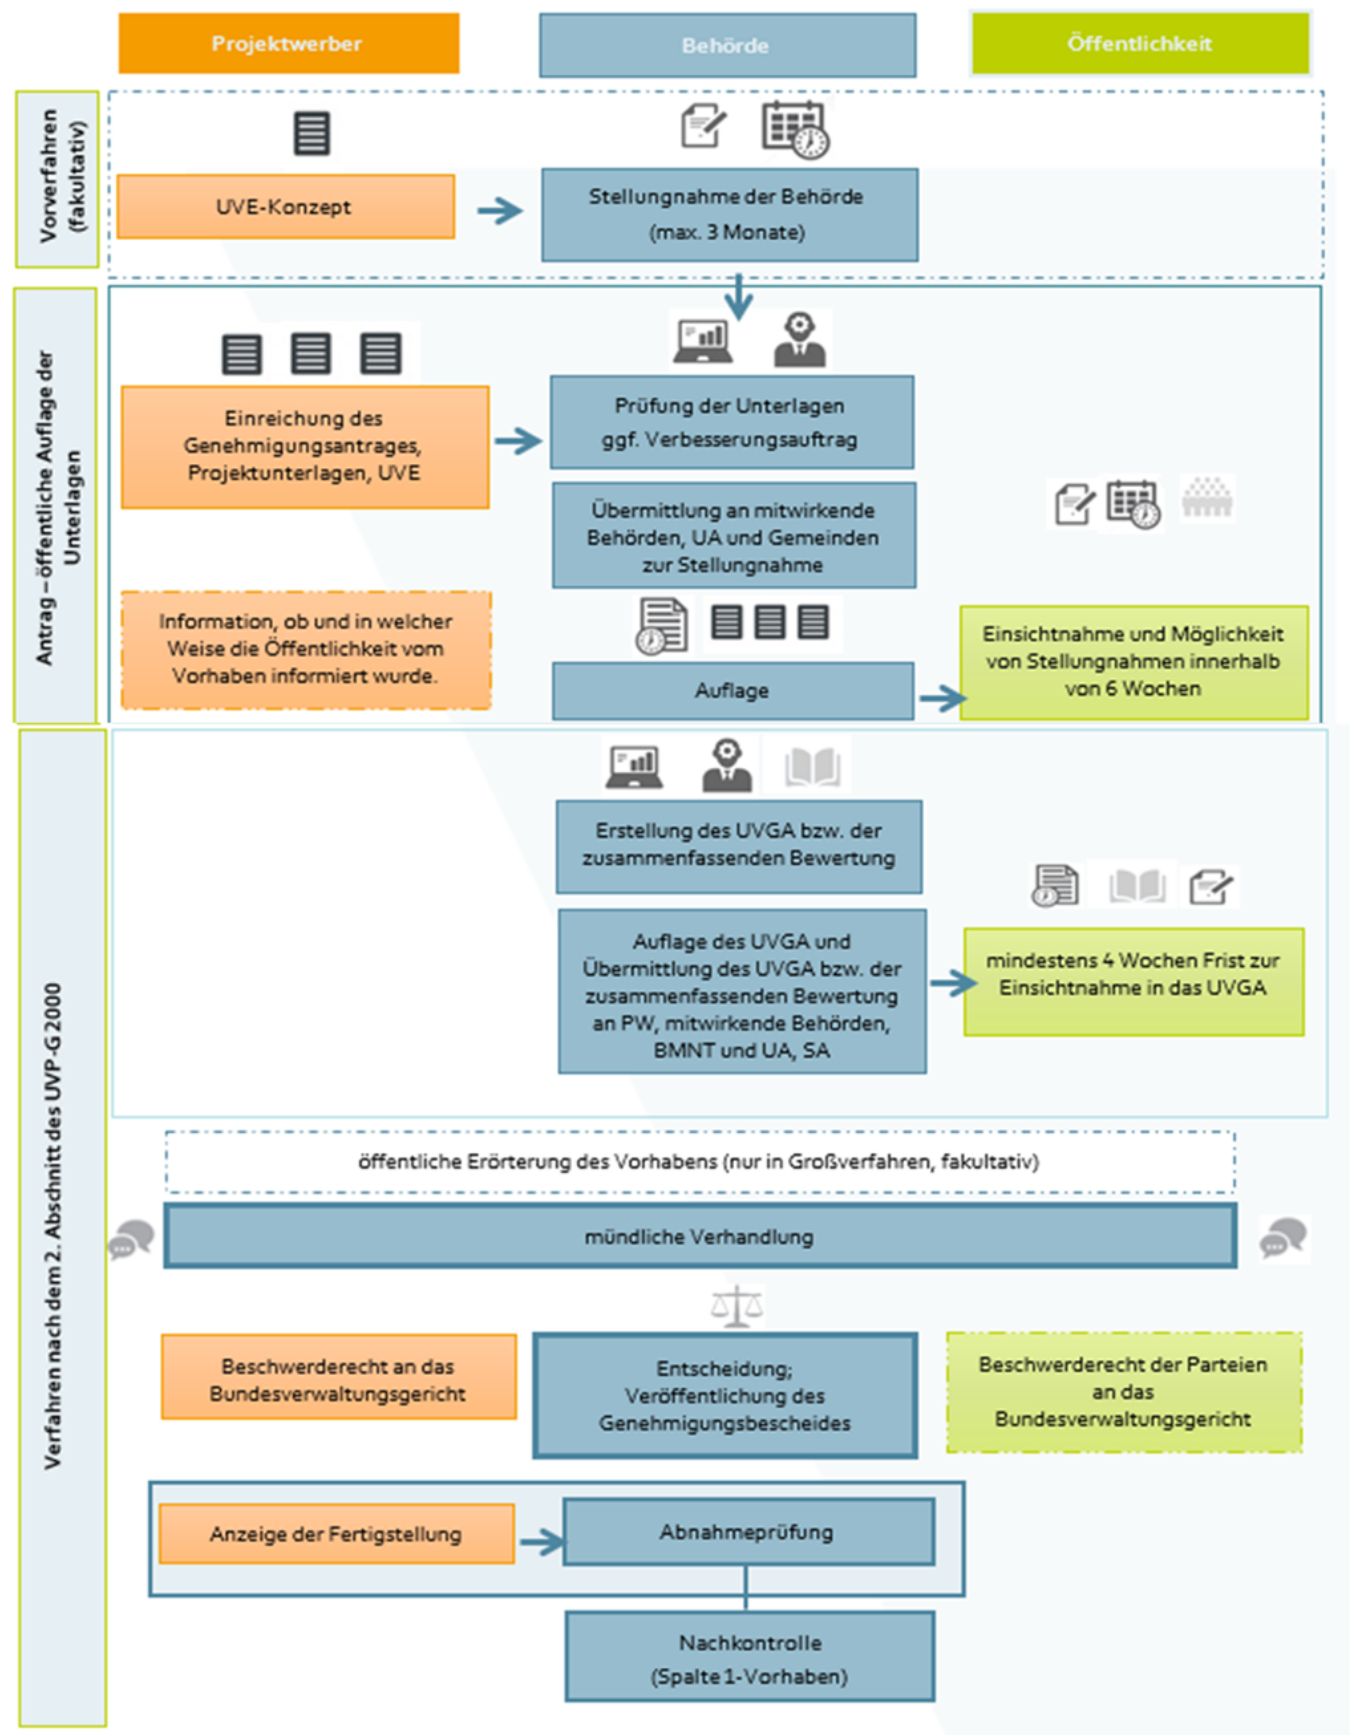 Projektwerber
Behörde
Öffentlichkeit
Vorverfahren
(fakultativ)
UVE-Konzept
Stellungnahme der Behörde
(max. 3 Monate)
Antrag – öffentliche Auflage der
Unterlagen
Einreichung des
Genehmigungsantrages,
Projektunterlagen, UVE
Prüfung der Unterlagen
ggf. Verbesserungsauftrag
Übermittlung an mitwirkende
Behörden, UA und Gemeinden
zur Stellungnahme
Information, ob und in welcher
Weise die Öffentlichkeit vom
Vorhaben informiert wurde.
Auflage
Einsichtnahme und Möglichkeit
von Stellungnahmen innerhalb
von 6 Wochen
Verfahren nach dem 2. Abschnitt des UVP-G 2000
Erstellung des UVGA bzw. der
zusammenfassenden Bewertung
Auflage des UVGA und
Übermittlung des UVGA bzw. der
zusammenfassenden Bewertung
an PW, mitwirkende Behörden,
BMNT und UA, SA
mindestens 4 Wochen Frist zur
Einsichtnahme in das UVGA
öffentliche Erörterung des Vorhabens (nur in Großverfahren, fakultativ)
mündliche Verhandlung
Beschwerderecht an das
Bundesverwaltungsgericht
Entscheidung;
Veröffentlichung des
Genehmigungsbescheides
Beschwerderecht der Parteien
an das
Bundesverwaltungsgericht
Anzeige der Fertigstellung
Abnahmeprüfung
Nachkontrolle
(Spalte 1-Vorhaben)